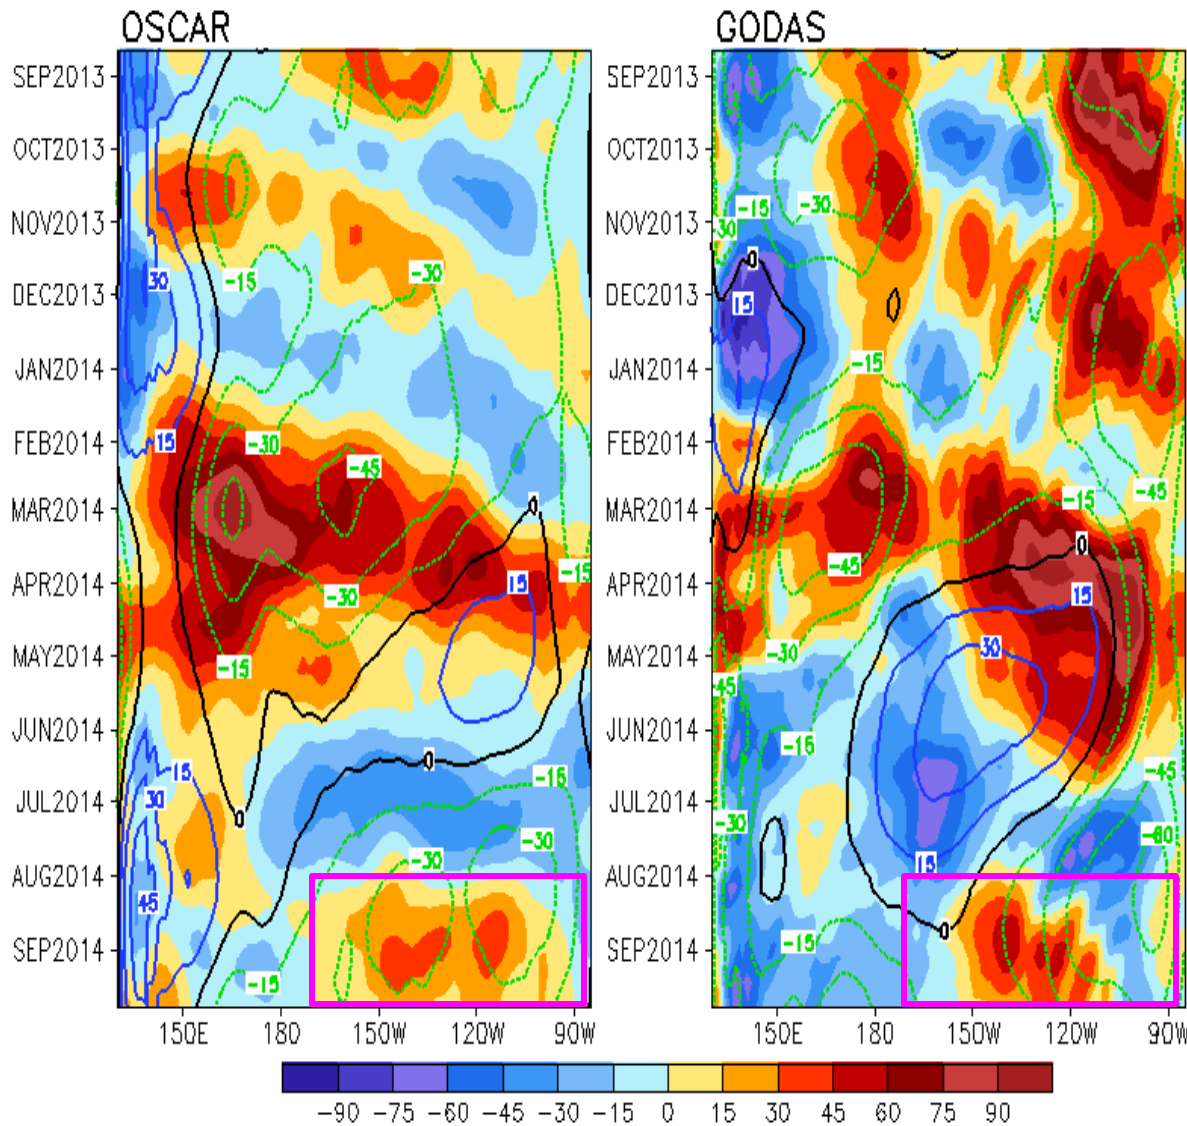 OSCAR GODAS
SEP2013 SEP2013
-30
OCT2013 OCT2013
-15 -30
NOV2013 NOV2013
-30
0
30 -15 -30
DEC2013 DEC2013
15
JAN2014 JAN2014
-15
FEB2014 15 -30 FEB2014
-45 -45
0 -15
MAR2014 MAR2014
0
-45
APR2014 15 -15 APR2014
-30 15
30
MAY2014 -15 MAY2014 -30
-45
JUN2014 JUN2014 -15
0
15 -15 -45
JUL2014 30 JUL2014
0 -30
-30 -60
-30 15
AUG2014 AUG2014
45
0
SEP2014 SEP2014 -15
-15
150E 180 150W 120W 90W 150E 180 150W 120W 90W
-90 -75 -60 -45 -30 -15 0 15 30 45 60 75 90